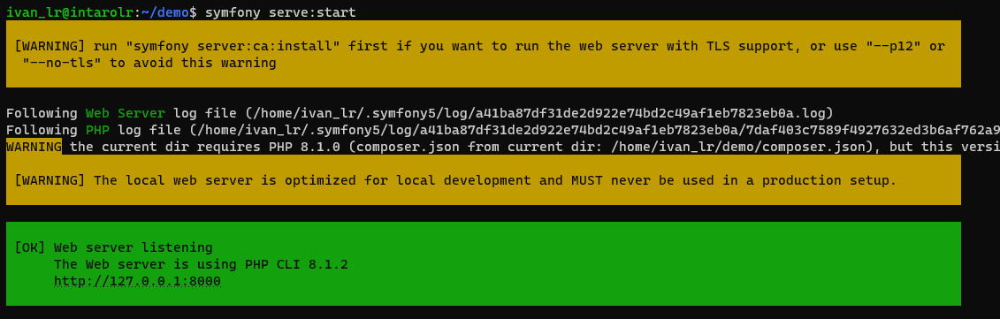 ivan_lr@intarolr:~/demo$ symfony serve:start
[WARNING] run "symfony server:ca:install" first if you want to run the web server with TLS support, or use "--p12" or
"--no-tls" to avoid this warning
Following Web Server log file (/home/ivan_lr/.symfony5/log/a41ba87df31de2d922e74bd2c49af1eb7823eb0a.log)
Following PHP log file (/home/ivan_lr/.symfony5/log/a41ba87df31de2d922e74bd2c49af1eb7823eb0a/7daf403c7589f4927632ed3b6af762a9
WARNING the current dir requires PHP 8.1.0 (composer.json from current dir: /home/ivan_lr/demo/composer.json), but this versi
[WARNING] The local web server is optimized for local development and MUST never be used in a production setup.
[OK] Web server listening
The Web server is using PHP CLI 8.1.2
http://127.0.0.1:8000